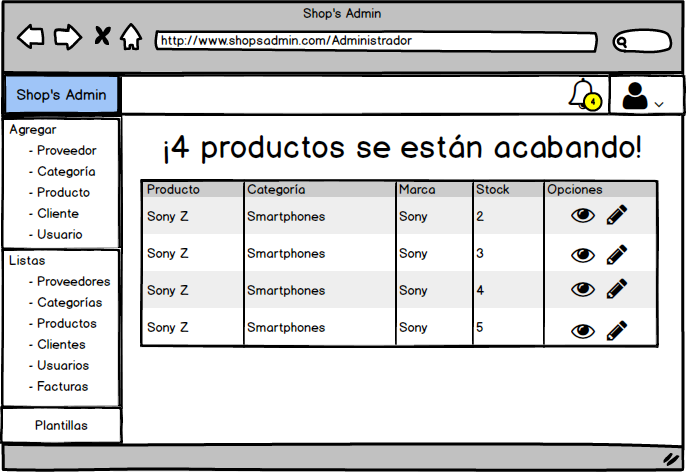 Shop's Admin
http://www.shopsadmin.com/Administrador
Shop's Admin
4
Agregar
- Proveedor
- Categoría
- Producto
- Cliente
- Usuario
Listas
- Proveedores
- Categorías
- Productos
- Clientes
- Usuarios
- Facturas
Plantillas
¡4 productos se están acabando!
Producto Categoría Marca Stock Opciones
Sony Z Smartphones Sony 2
Sony Z Smartphones Sony 3
Sony Z Smartphones Sony 4
Sony Z Smartphones Sony 5